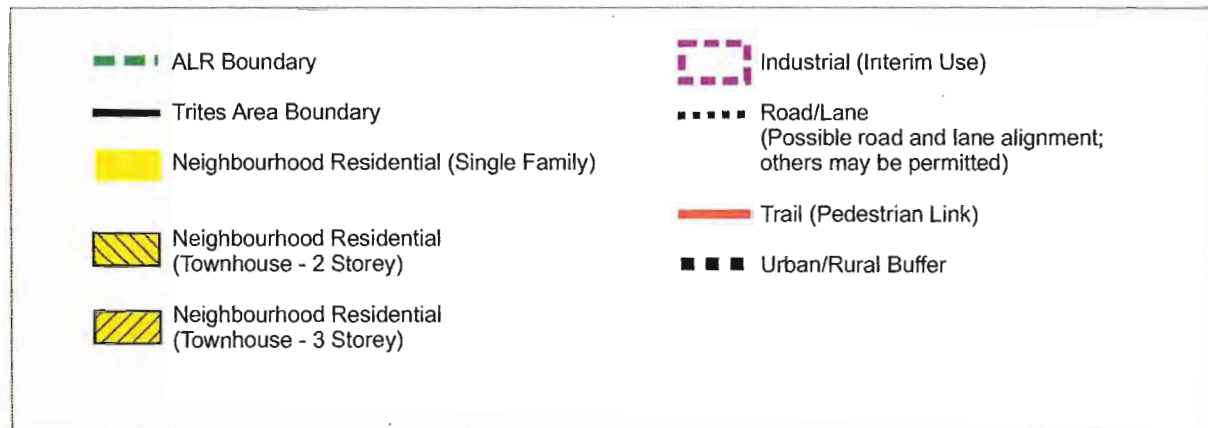 ALR Boundary
Trites Area Boundary
Neighbourhood Residential (Single Family)
Neighbourhood Residential
(Townhouse - 2 Storey)
Neighbourhood Residential
(Townhouse - 3 Storey)
Industrial (Interim Use)
Road/Lane
(Possible road and lane alignment;
others may be permitted)
Trail (Pedestrian Link)
Urban/Rural Buffer